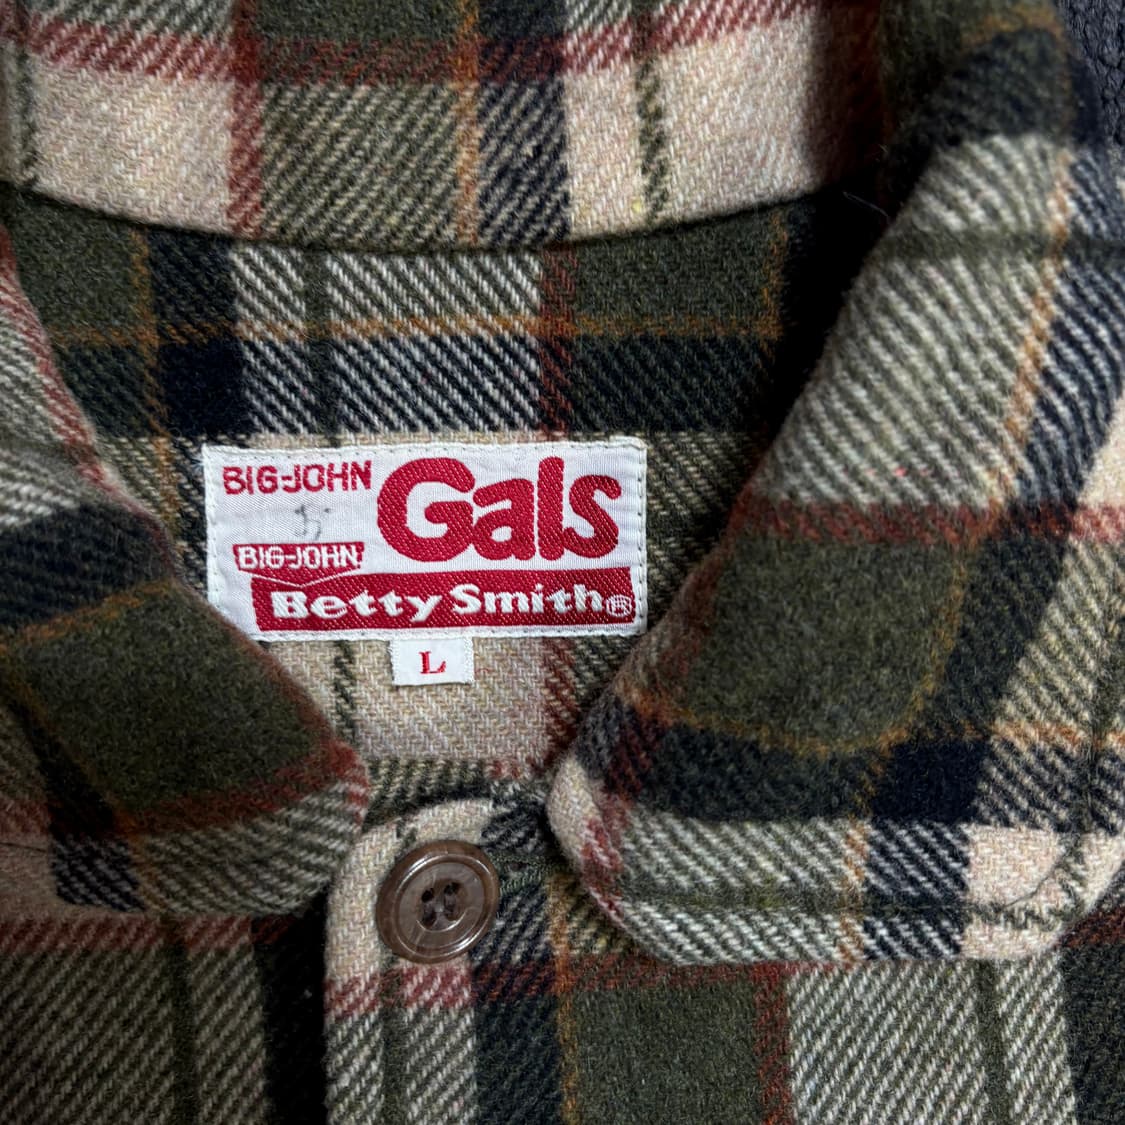 BIG-JOHN
Gals
BIG-JOHN
Betty Smith®
L